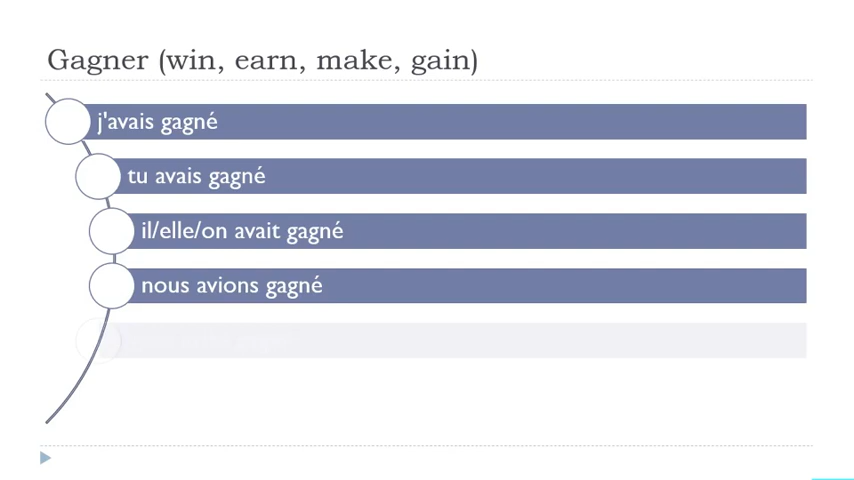 Gagner (win, earn, make, gain)
j'avais gagné
tu avais gagné
il/elle/on avait gagné
nous avions gagné